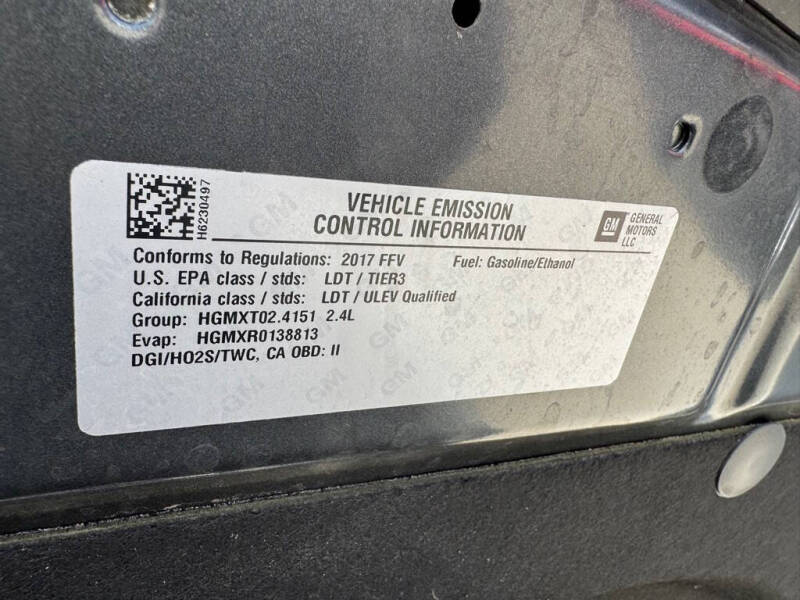 H6230497
VEHICLE EMISSION
CONTROL INFORMATION
GM
GENERAL
MOTORS
LLC
Conforms to Regulations: 2017 FFV Fuel: Gasoline/Ethanol
U.S. EPA class / stds: LDT / TIER3
California class / stds: LDT / ULEV Qualified
Group: HGMXT02.4151 2.4L
Evap: HGMXR0138813
DGI/HO2S/TWC, CA OBD: II